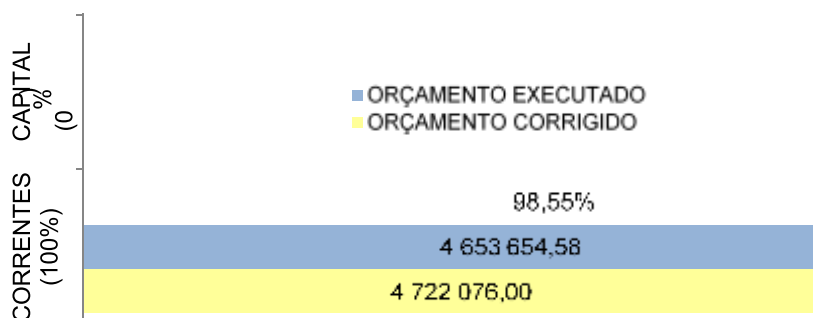 CAPITAL
(0 %)
ORÇAMENTO EXECUTADO
ORÇAMENTO CORRIGIDO
CORRENTES
(100%)
98,55%
4 653 654,58
4 722 076,00